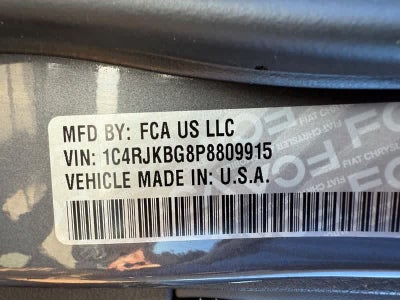 MFD BY: FCA US LLC
VIN: 1C4RJKBG8P8809915
VEHICLE MADE IN: U.S.A.